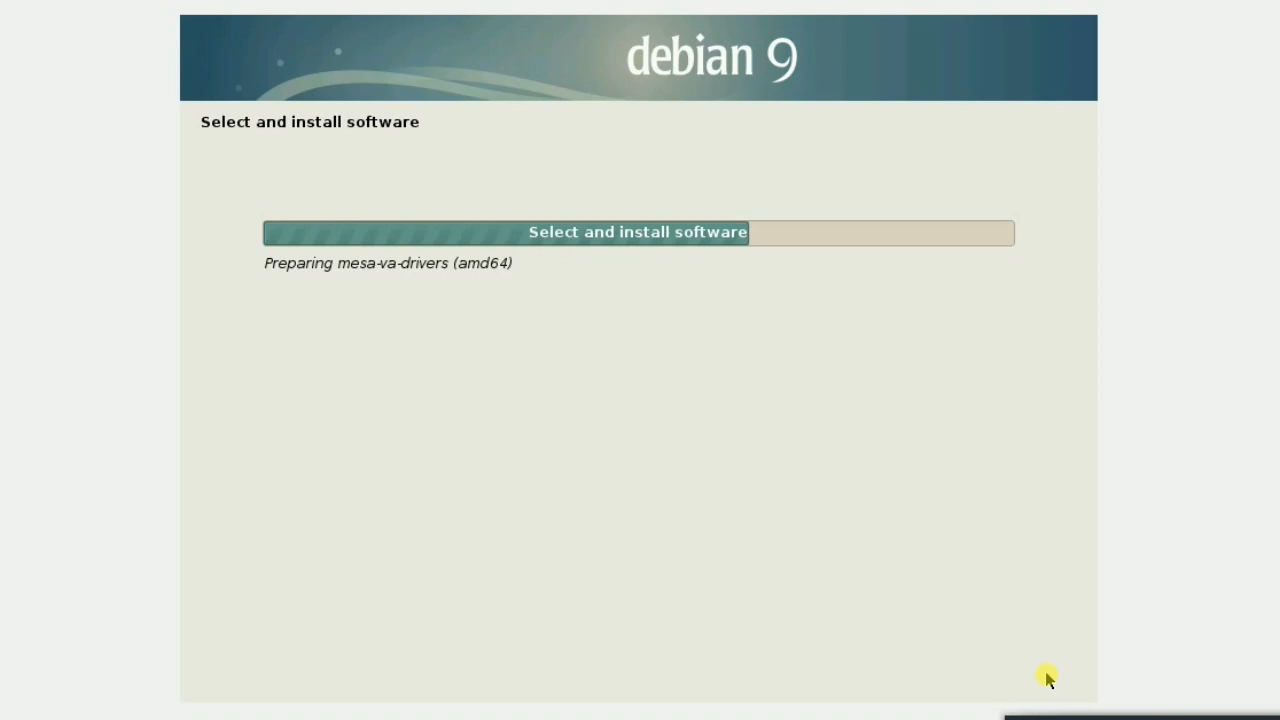 debian 9
Select and install software
Select and install software
Preparing mesa-va-drivers (amd64)